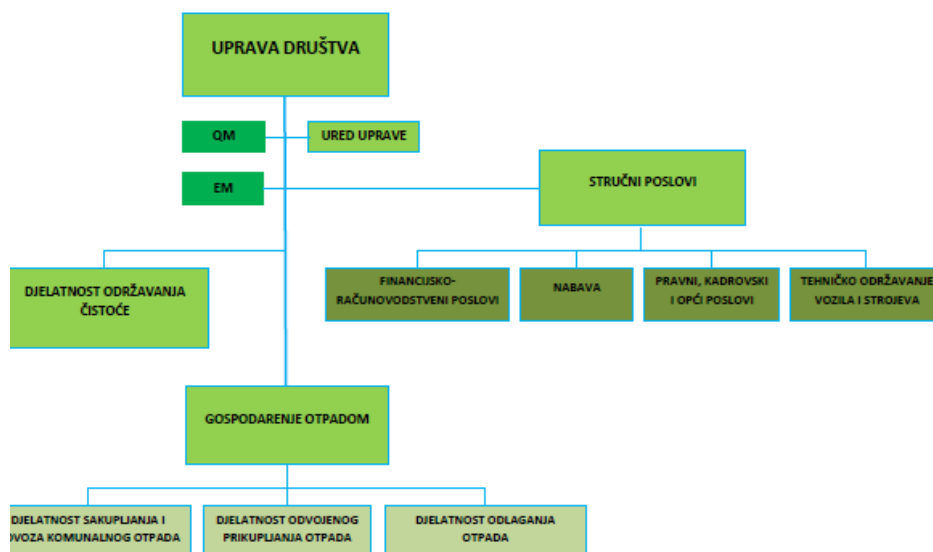 UPRAVA DRUŠTVA
QM
URED UPRAVE
EM
STRUČNI POSLOVI
DJELATNOST ODRŽAVANJA
ČISTOĆE
FINANCIJSKO-
RAČUNOVODSTVENI POSLOVI
NABAVA
PRAVNI, KADROVSKI
I OPĆI POSLOVI
TEHNIČKO ODRŽAVANJE
VOZILA I STROJEVA
GOSPODARENJE OTPADOM
DJELATNOST SAKUPLJANJA I
KOMUNALNOG OTPADA
DJELATNOST ODVOJENOG
PRIKUPLJANJA OTPADA
DJELATNOST ODLAGANJA
OTPADA